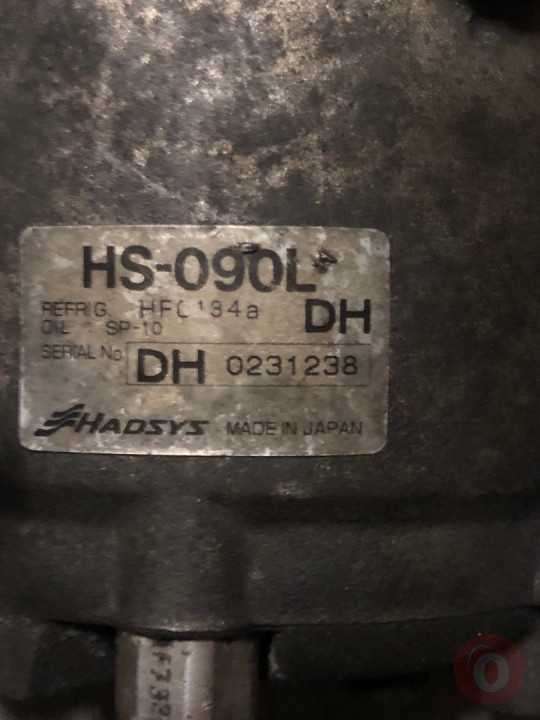 HS-090L
REFRIG. HFC134a DH
OIL SP-10
SERIAL No. DH 0231238
HADSYS MADE IN JAPAN